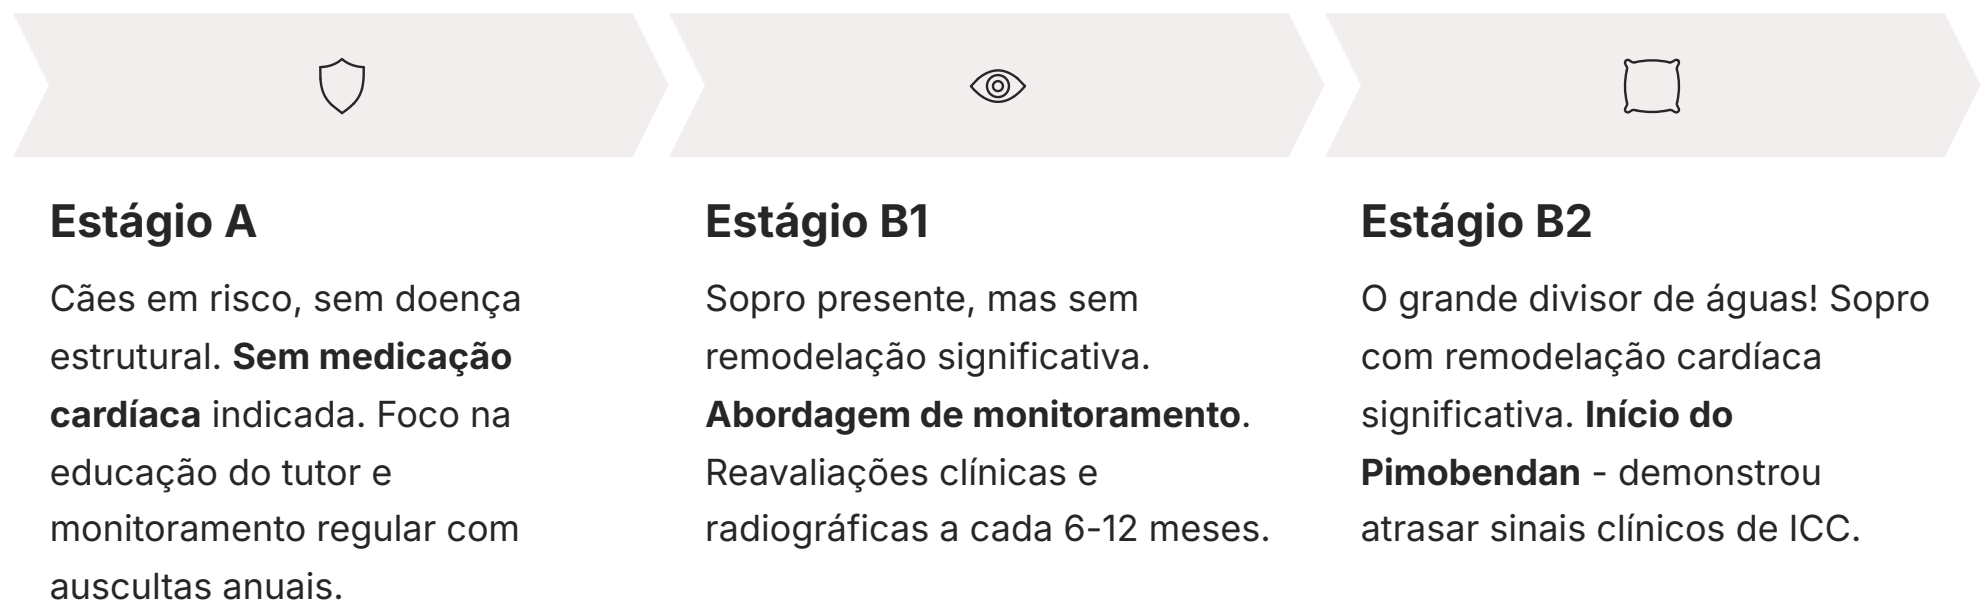 Estágio A
Cães em risco, sem doença
estrutural. Sem medicação
cardíaca indicada. Foco na
educação do tutor e
monitoramento regular com
auscultas anuais.
Estágio B1
Sopro presente, mas sem
remodelação significativa.
Abordagem de monitoramento.
Reavaliações clínicas e
radiográficas a cada 6-12 meses.
Estágio B2
O grande divisor de águas! Sopro
com remodelação cardíaca
significativa. Início do
Pimobendan - demonstrou
atrasar sinais clínicos de ICC.